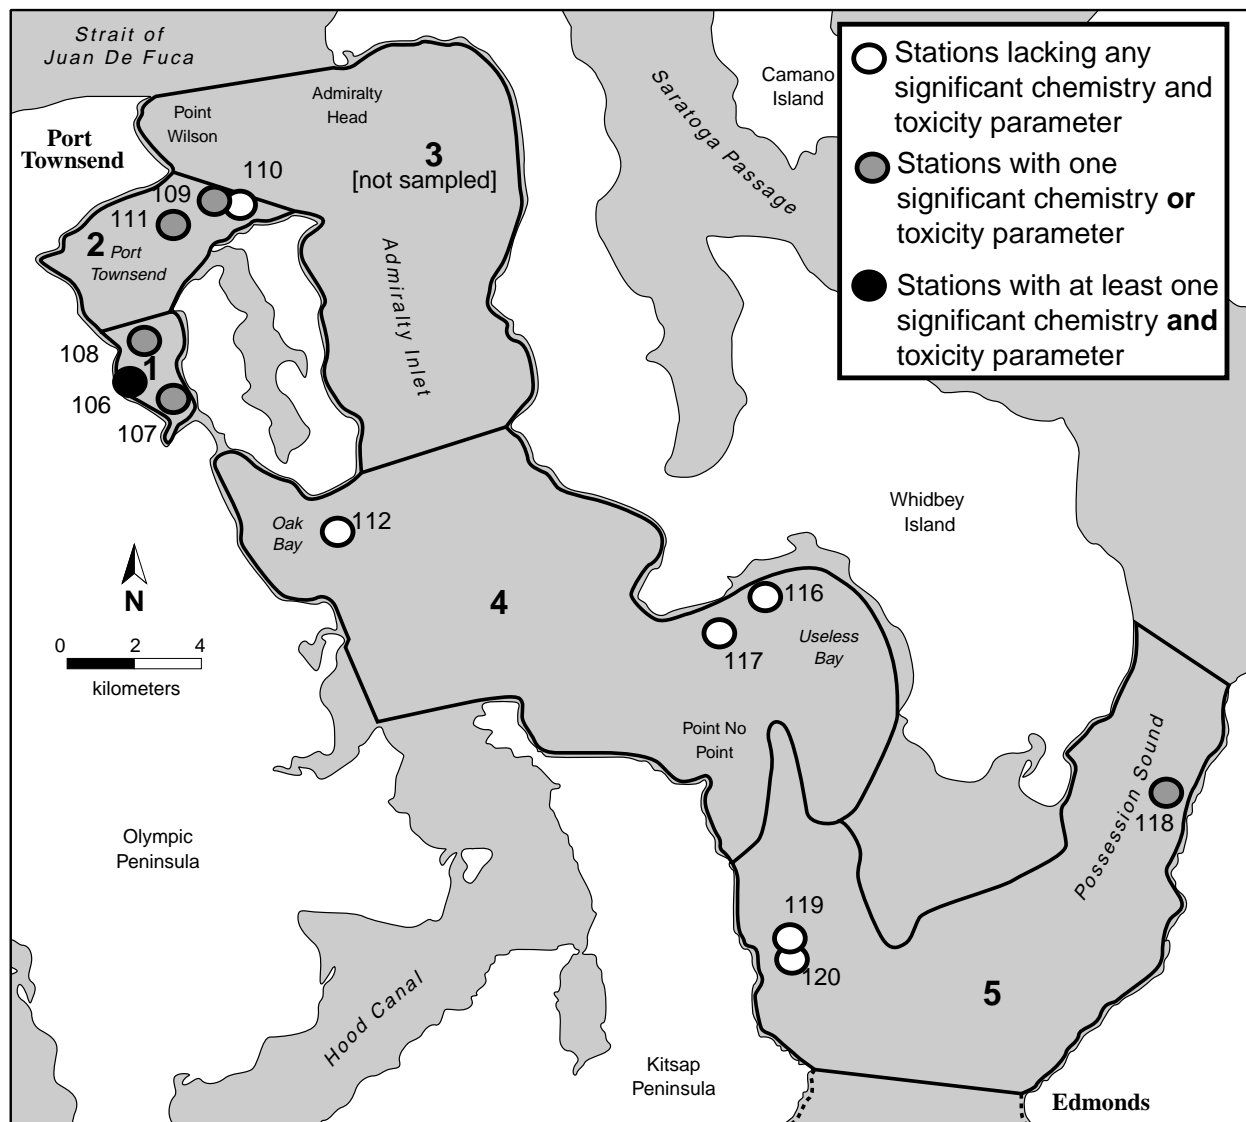 Strait of
Juan De Fuca
Port
Townsend
Point
Wilson
Admiralty
Head
3
[not sampled]
Saratoga Passage
Camano
Island
Stations lacking any
significant chemistry and
toxicity parameter
Stations with one
significant chemistry or
toxicity parameter
Stations with at least one
significant chemistry and
toxicity parameter
110
109
111
2
Port
Townsend
Admiralty Inlet
108
1
106
107
Oak
Bay
112
Whidbey
Island
N
0 2 4
kilometers
4
116
117
Useless
Bay
Point No
Point
Possession Sound
118
Olympic
Peninsula
119
120
5
Hood Canal
Kitsap
Peninsula
Edmonds